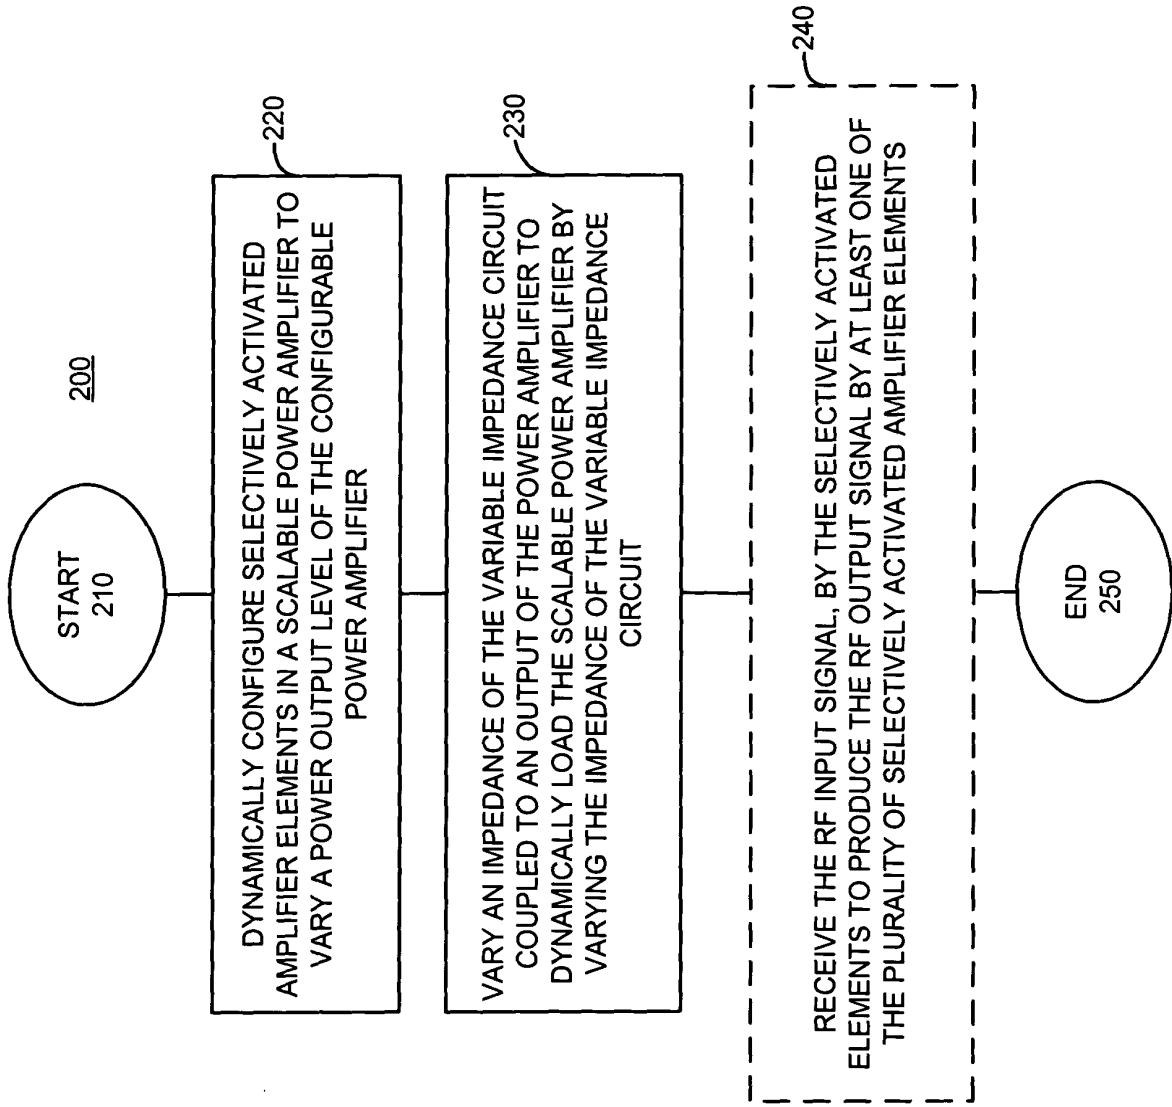 200
START
210
220
DYNAMICALLY CONFIGURE SELECTIVELY ACTIVATED
AMPLIFIER ELEMENTS IN A SCALABLE POWER AMPLIFIER TO
VARY A POWER OUTPUT LEVEL OF THE CONFIGURABLE
POWER AMPLIFIER
230
VARY AN IMPEDANCE OF THE VARIABLE IMPEDANCE CIRCUIT
COUPLED TO AN OUTPUT OF THE POWER AMPLIFIER TO
DYNAMICALLY LOAD THE SCALABLE POWER AMPLIFIER BY
VARYING THE IMPEDANCE OF THE VARIABLE IMPEDANCE
CIRCUIT
240
RECEIVE THE RF INPUT SIGNAL, BY THE SELECTIVELY ACTIVATED
ELEMENTS TO PRODUCE THE RF OUTPUT SIGNAL BY AT LEAST ONE OF
THE PLURALITY OF SELECTIVELY ACTIVATED AMPLIFIER ELEMENTS
END
250